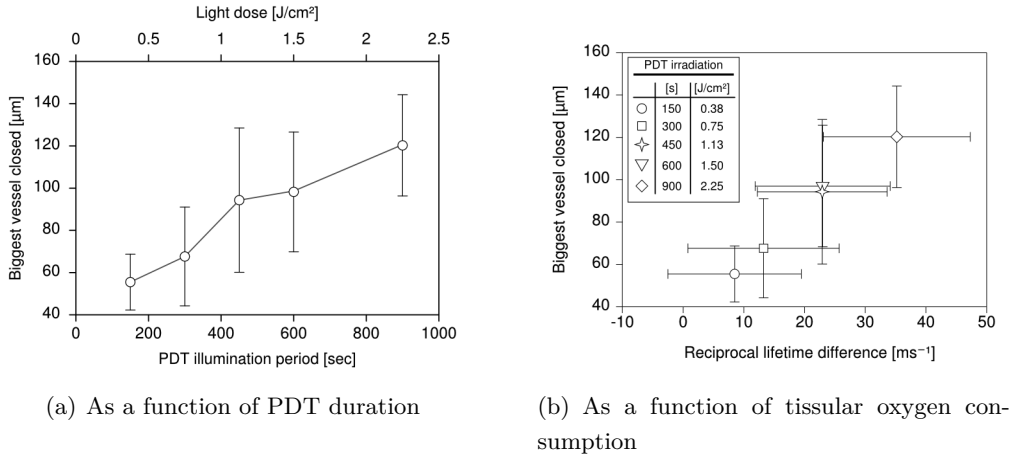 Light dose [J/cm²]
0 0.5 1 1.5 2 2.5
160
140
120
100
80
60
40
Biggest vessel closed [µm]
0 200 400 600 800 1000
PDT illumination period [sec]
(a) As a function of PDT duration
160
140
120
100
80
60
40
Biggest vessel closed [µm]
PDT irradiation
[s] [J/cm²]
150 0.38
300 0.75
450 1.13
600 1.50
900 2.25
-10 0 10 20 30 40 50
Reciprocal lifetime difference [ms⁻¹]
(b) As a function of tissular oxygen con-
sumption